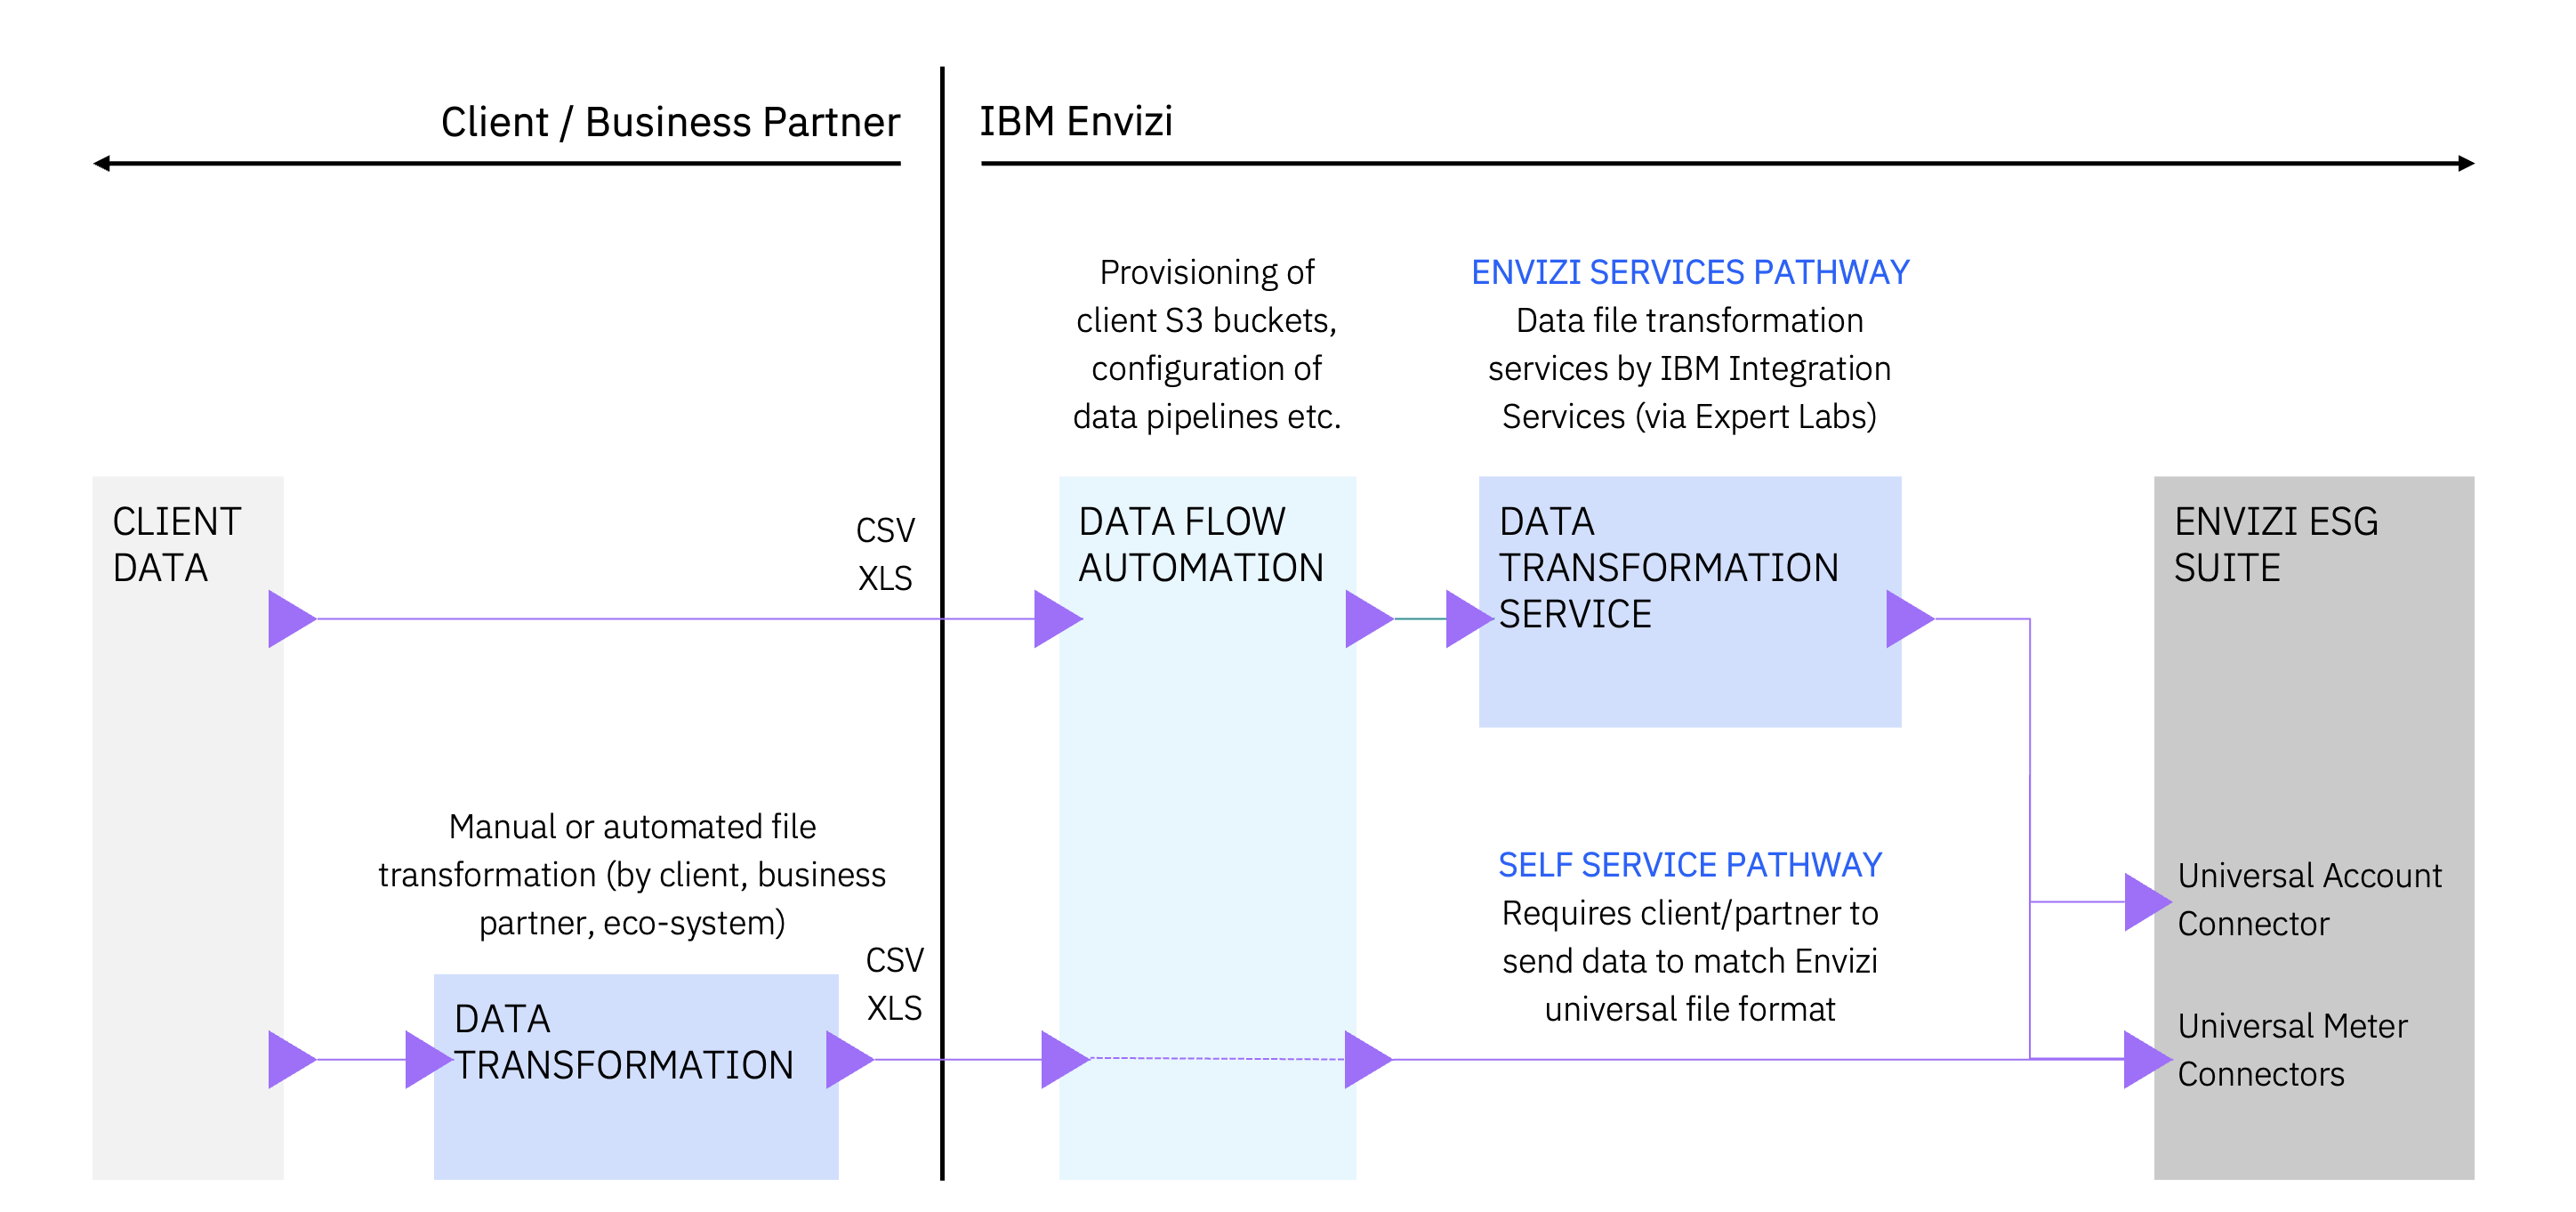 Client / Business Partner
IBM Envizi
Provisioning of
client S3 buckets,
configuration of
data pipelines etc.
ENVIZI SERVICES PATHWAY
Data file transformation
services by IBM Integration
Services (via Expert Labs)
CLIENT
DATA
CSV
XLS
DATA FLOW
AUTOMATION
DATA
TRANSFORMATION
SERVICE
ENVIZI ESG
SUITE
Manual or automated file
transformation (by client, business
partner, eco-system)
CSV
XLS
DATA
TRANSFORMATION
SELF SERVICE PATHWAY
Requires client/partner to
send data to match Envizi
universal file format
Universal Account
Connector
Universal Meter
Connectors